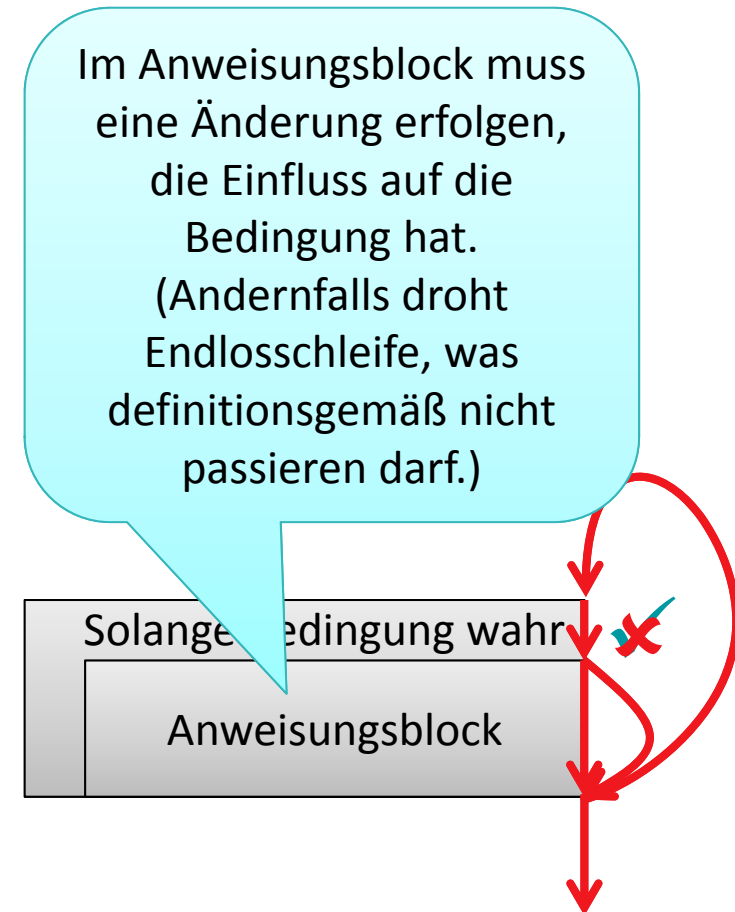 Im Anweisungsblock muss
eine Änderung erfolgen,
die Einfluss auf die
Bedingung hat.
(Andernfalls droht
Endlosschleife, was
definitionsgemäß nicht
passieren darf.)
Solange edingung wahr
Anweisungsblock